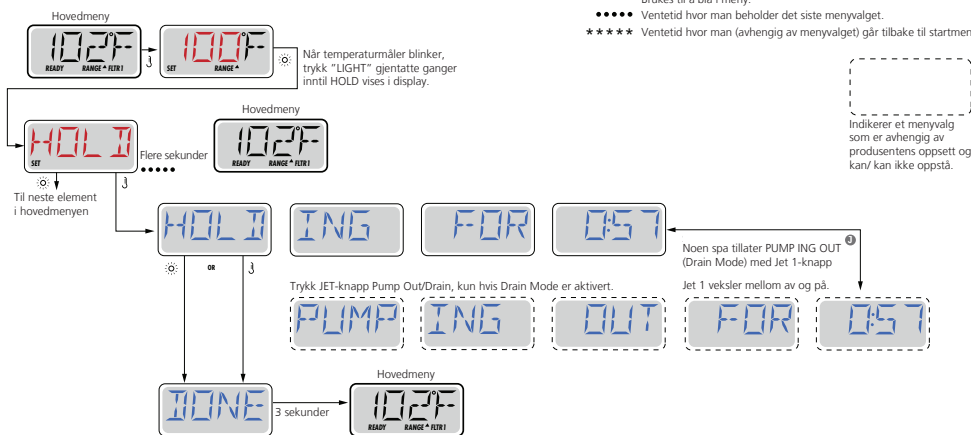 brukes til å bla i meny.
••••• Ventetid hvor man beholder det siste menyvalget.
***** Ventetid hvor man (avhengig av menyvalget) går tilbake til startmen
Hovedmeny
102°F
READY RANGE FLTR1
100°F
SET RANGE
Når temperaturmåler blinker,
trykk "LIGHT" gjentatte ganger
inntil HOLD vises i display.
Indikerer et menyvalg
som er avhengig av
produsentens oppsett og
kan/ kan ikke oppstå.
HOLD
SET
Flere sekunder
•••••
Hovedmeny
102°F
READY RANGE FLTR1
Til neste element
i hovedmenyen
HOLD ING FOR 0:57
OR
Noen spa tillater PUMP ING OUT J
(Drain Mode) med Jet 1-knapp
Jet 1 veksler mellom av og på.
Trykk JET-knapp Pump Out/Drain, kun hvis Drain Mode er aktivert.
PUMP ING OUT FOR 0:57
DONE
3 sekunder
Hovedmeny
102°F
READY RANGE FLTR1